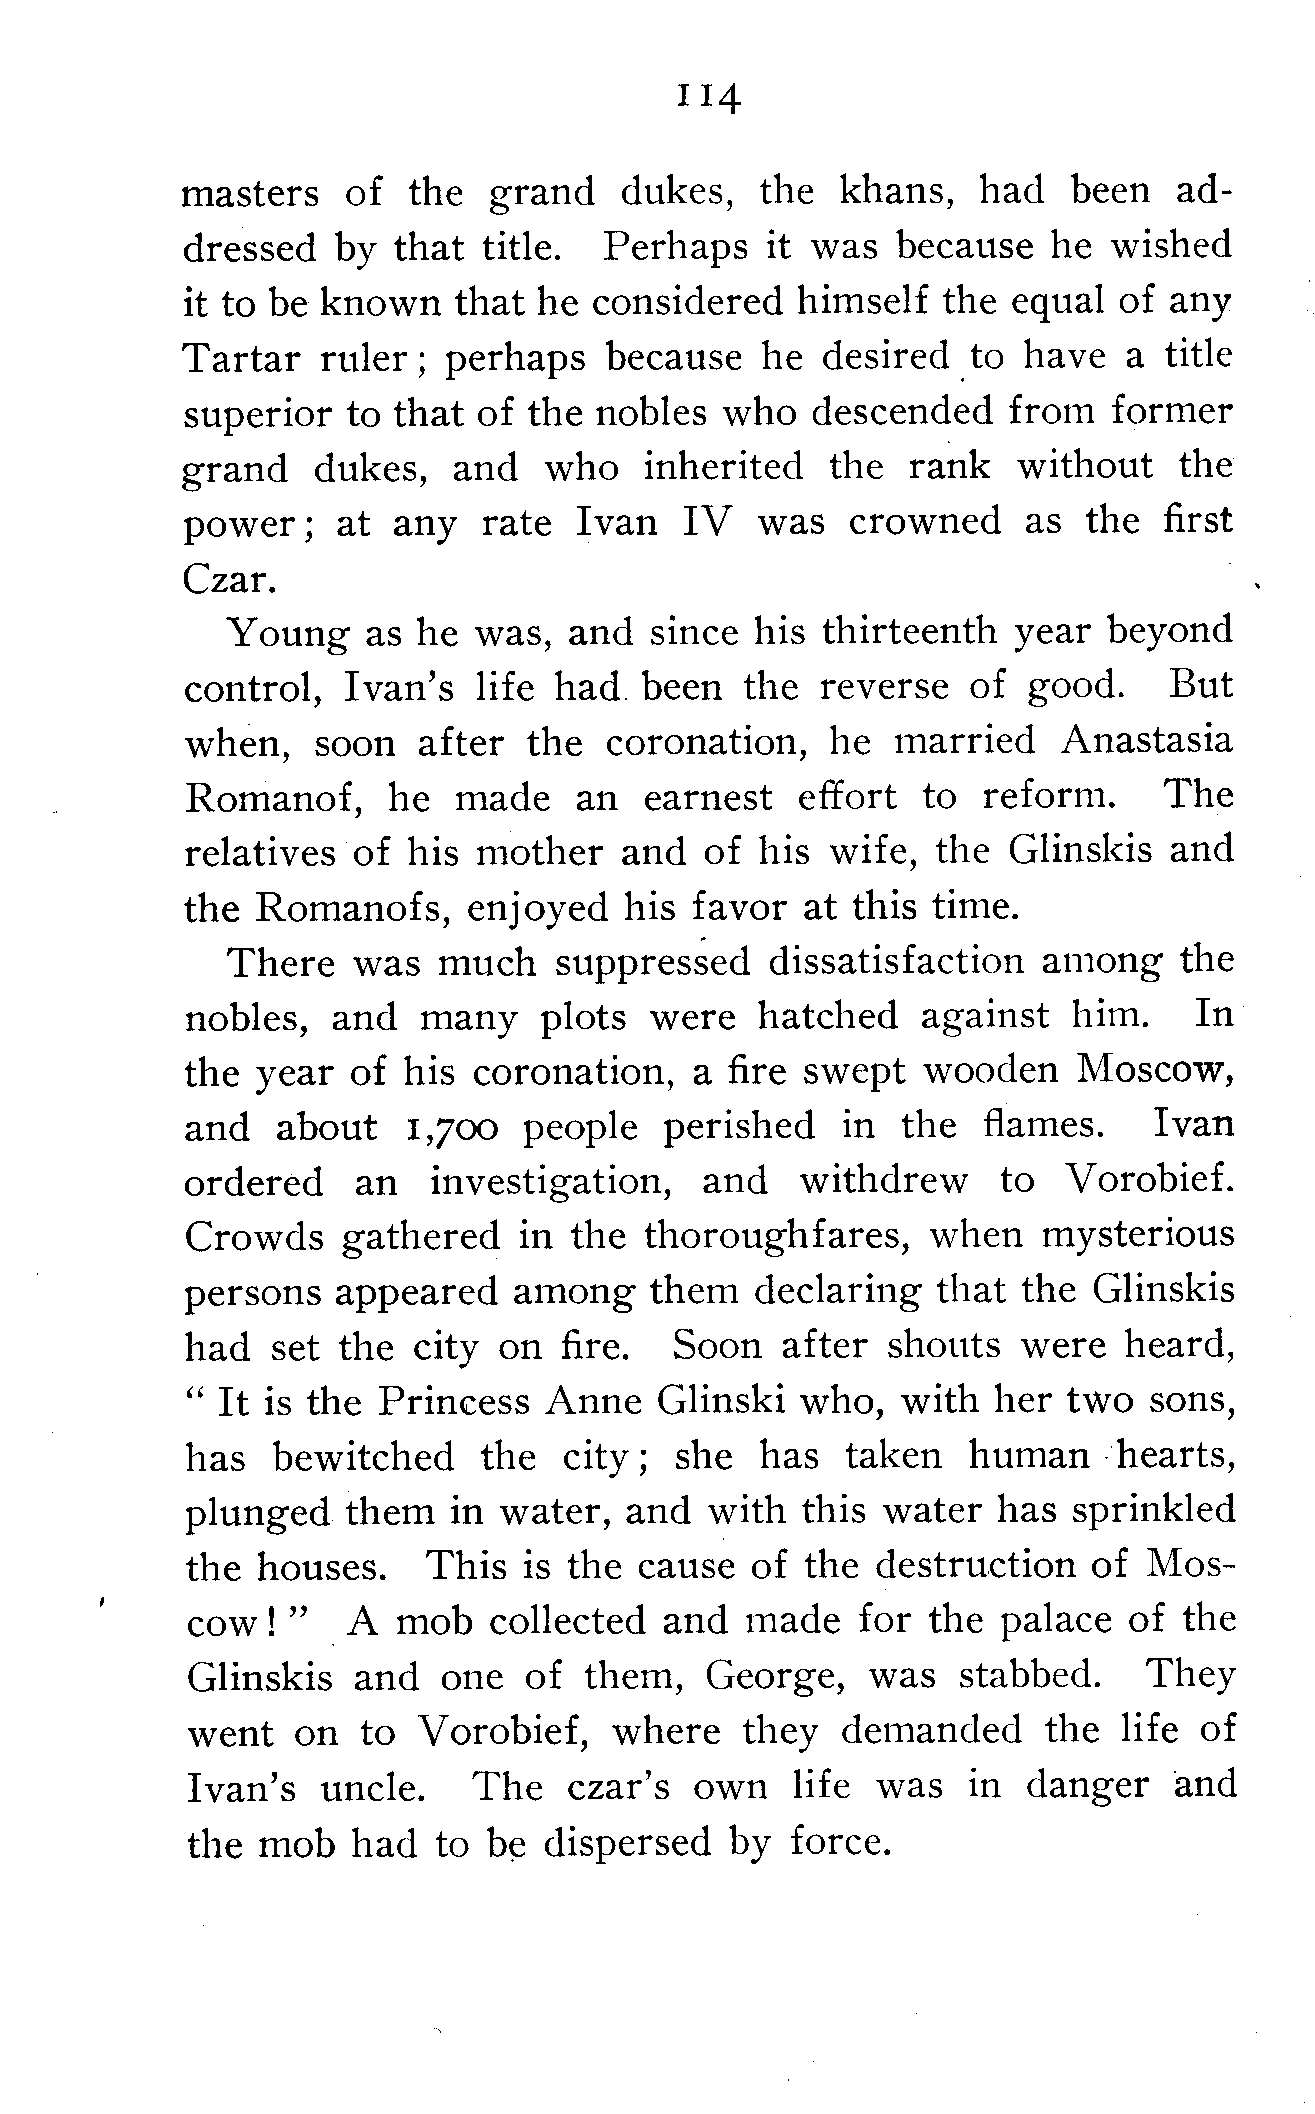 114
masters of the grand dukes, the khans, had been ad-
dressed by that title. Perhaps it was because he wished
it to be known that he considered himself the equal of any
Tartar ruler ; perhaps because he desired to have a title
superior to that of the nobles who descended from former
grand dukes, and who inherited the rank without the
power ; at any rate Ivan IV was crowned as the first
Czar.
Young as he was, and since his thirteenth year beyond
control, Ivan's life had been the reverse of good. But
when, soon after the coronation, he married Anastasia
Romanof, he made an earnest effort to reform. The
relatives of his mother and of his wife, the Glinskis and
the Romanofs, enjoyed his favor at this time.
There was much suppressed dissatisfaction among the
nobles, and many plots were hatched against him. In
the year of his coronation, a fire swept wooden Moscow,
and about 1,700 people perished in the flames. Ivan
ordered an investigation, and withdrew to Vorobief.
Crowds gathered in the thoroughfares, when mysterious
persons appeared among them declaring that the Glinskis
had set the city on fire. Soon after shouts were heard,
" It is the Princess Anne Glinski who, with her two sons,
has bewitched the city ; she has taken human hearts,
plunged them in water, and with this water has sprinkled
the houses. This is the cause of the destruction of Mos-
cow ! " A mob collected and made for the palace of the
Glinskis and one of them, George, was stabbed. They
went on to Vorobief, where they demanded the life of
Ivan's uncle. The czar's own life was in danger and
the mob had to be dispersed by force.